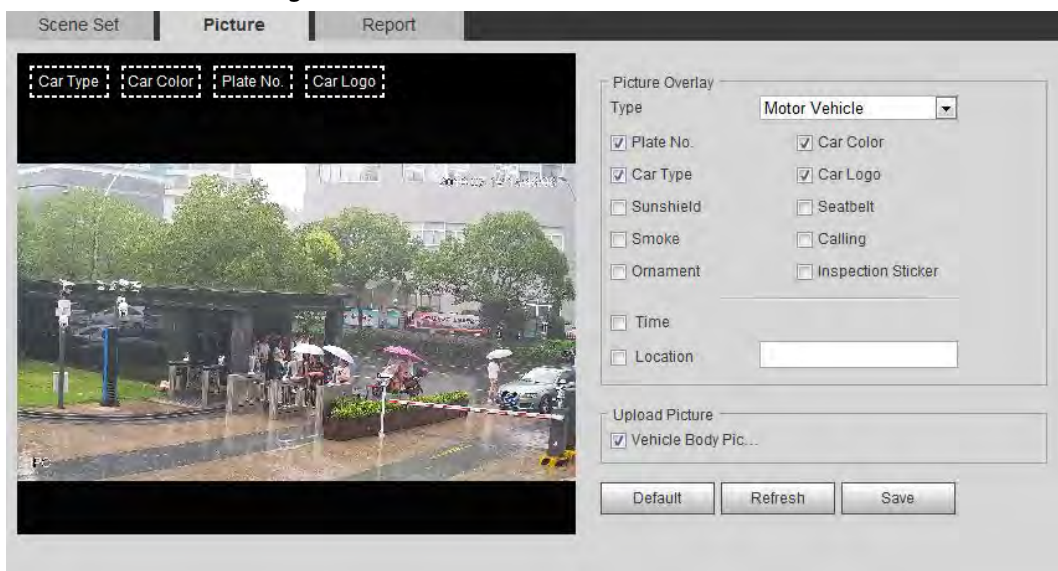 Scene Set Picture Report
Car Type Car Color Plate No. Car Logo
Picture Overlay
Type Motor Vehicle
Plate No. Car Color
Car Type Car Logo
Sunshield Seatbelt
Smoke Calling
Ornament Inspection Sticker
Time
Location
Upload Picture
Vehicle Body Pic...
Default Refresh Save